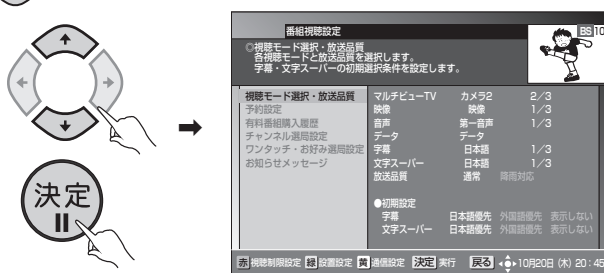 決定
番組視聴設定
BS 10
◎視聴モード選択・放送品質
各視聴モードと放送品質を選択します。
字幕・文字スーパーの初期選択条件を設定します。
視聴モード選択・放送品質
予約設定
有料番組購入履歴
チャンネル選局設定
ワンタッチ・お好み選局設定
お知らせメッセージ
マルチビューTV カメラ2 2/3
映像 映像 1/3
音声 第一音声 1/3
データ データ
字幕 日本語 1/3
文字スーパー 日本語 1/3
放送品質 通常 降雨対応
●初期設定
字幕 日本語優先 外国語優先 表示しない
文字スーパー 日本語優先 外国語優先 表示しない
赤 視聴制限設定 緑 設置設定 黄 通信設定 決定 実行 戻る 10月20日 (木) 20:45